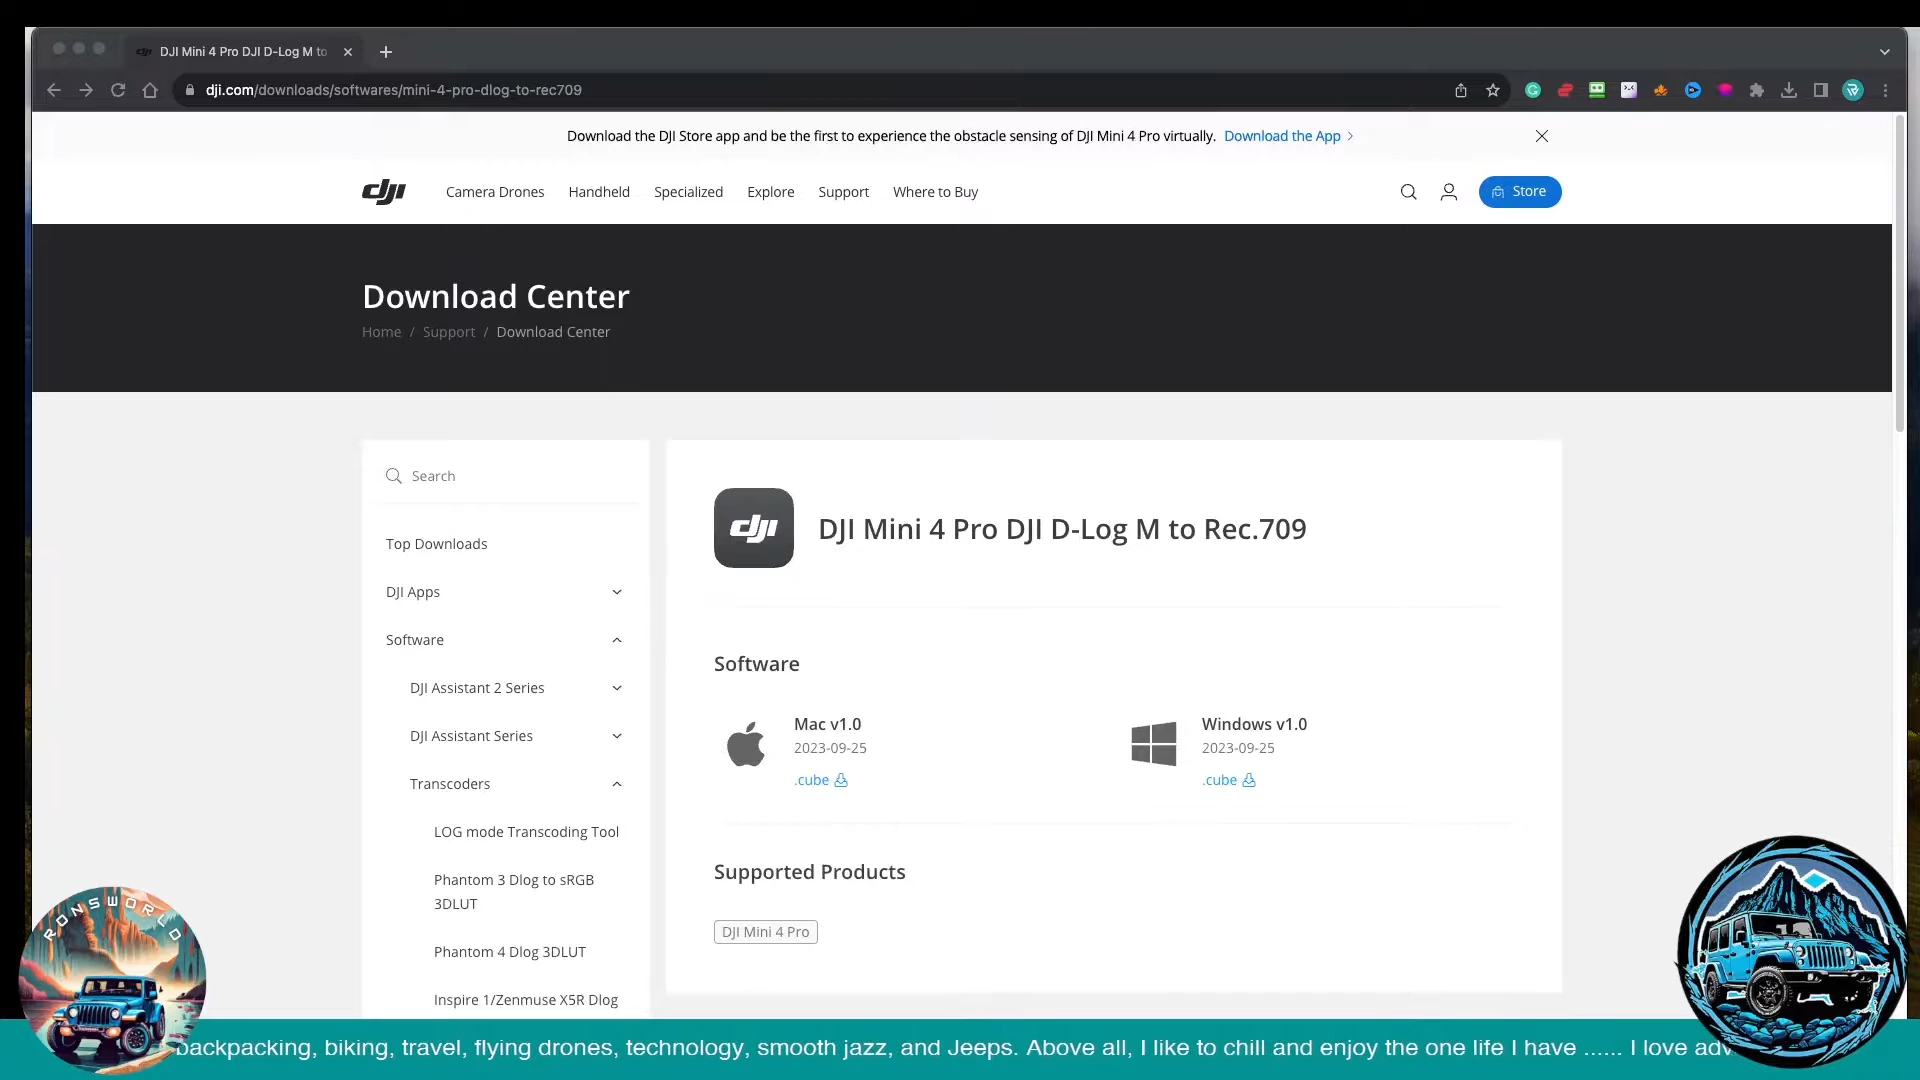 DJI Mini 4 Pro DJI D-Log M to
dji.com/downloads/softwares/mini-4-pro-dlog-to-rec709
Download the DJI Store app and be the first to experience the obstacle sensing of DJI Mini 4 Pro virtually. Download the App >
dji Camera Drones Handheld Specialized Explore Support Where to Buy Store
Download Center
Home / Support / Download Center
Search
Top Downloads
DJI Apps
Software
DJI Assistant 2 Series
DJI Assistant Series
Transcoders
LOG mode Transcoding Tool
Phantom 3 Dlog to sRGB
3DLUT
Phantom 4 Dlog 3DLUT
Inspire 1/Zenmuse X5R Dlog
dji
DJI Mini 4 Pro DJI D-Log M to Rec.709
Software
Mac v1.0
2023-09-25
.cube
Windows v1.0
2023-09-25
.cube
Supported Products
DJI Mini 4 Pro
RONSWORLD
backpacking, biking, travel, flying drones, technology, smooth jazz, and Jeeps. Above all, I like to chill and enjoy the one life I have ...... I love adv